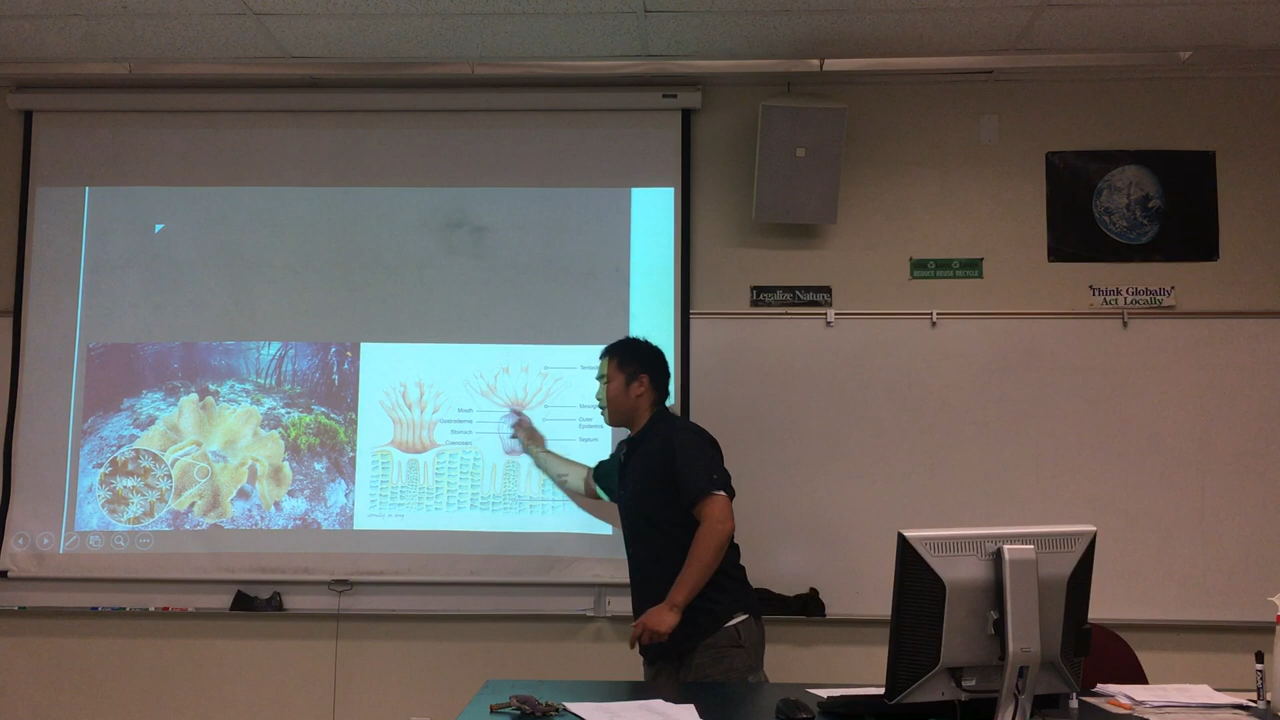 REDUCE REUSE RECYCLE
Legalize Nature
Think Globally
Act Locally
Mouth
Gastrodermis
Stomach
Coenosarc
Outer
Epidermis
Septum